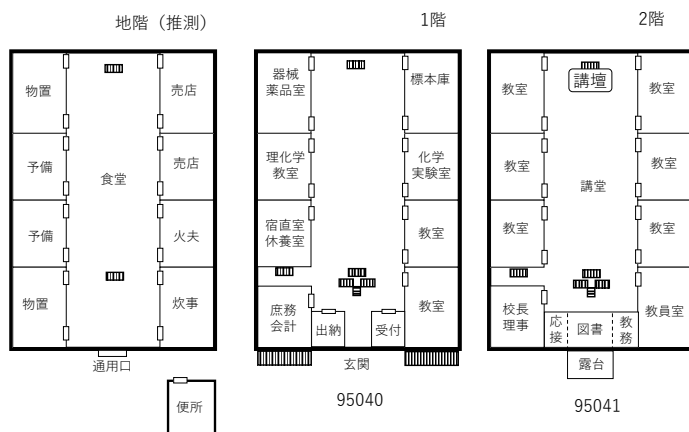 地階（推測）
物置
売店
予備
食堂
売店
予備
火夫
物置
炊事
通用口
便所
1階
器械
薬品室
標本庫
理化学
教室
化学
実験室
宿直室
休養室
教室
庶務
会計
教室
出納
受付
玄関
95040
2階
講壇
教室
教室
教室
講堂
教室
教室
教室
校長
理事
応接
図書
教務
教員室
露台
95041